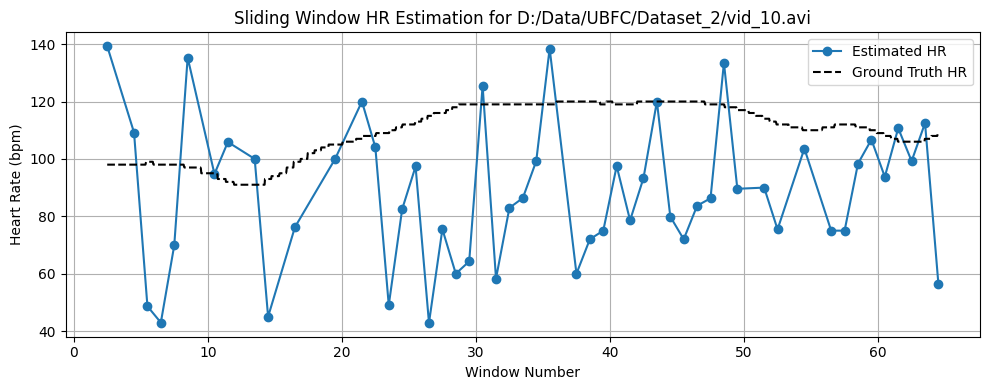 Sliding Window HR Estimation for D:/Data/UBFC/Dataset_2/vid_10.avi
Estimated HR
Ground Truth HR
Heart Rate (bpm)
140
120
100
80
60
40
0 10 20 30 40 50 60
Window Number